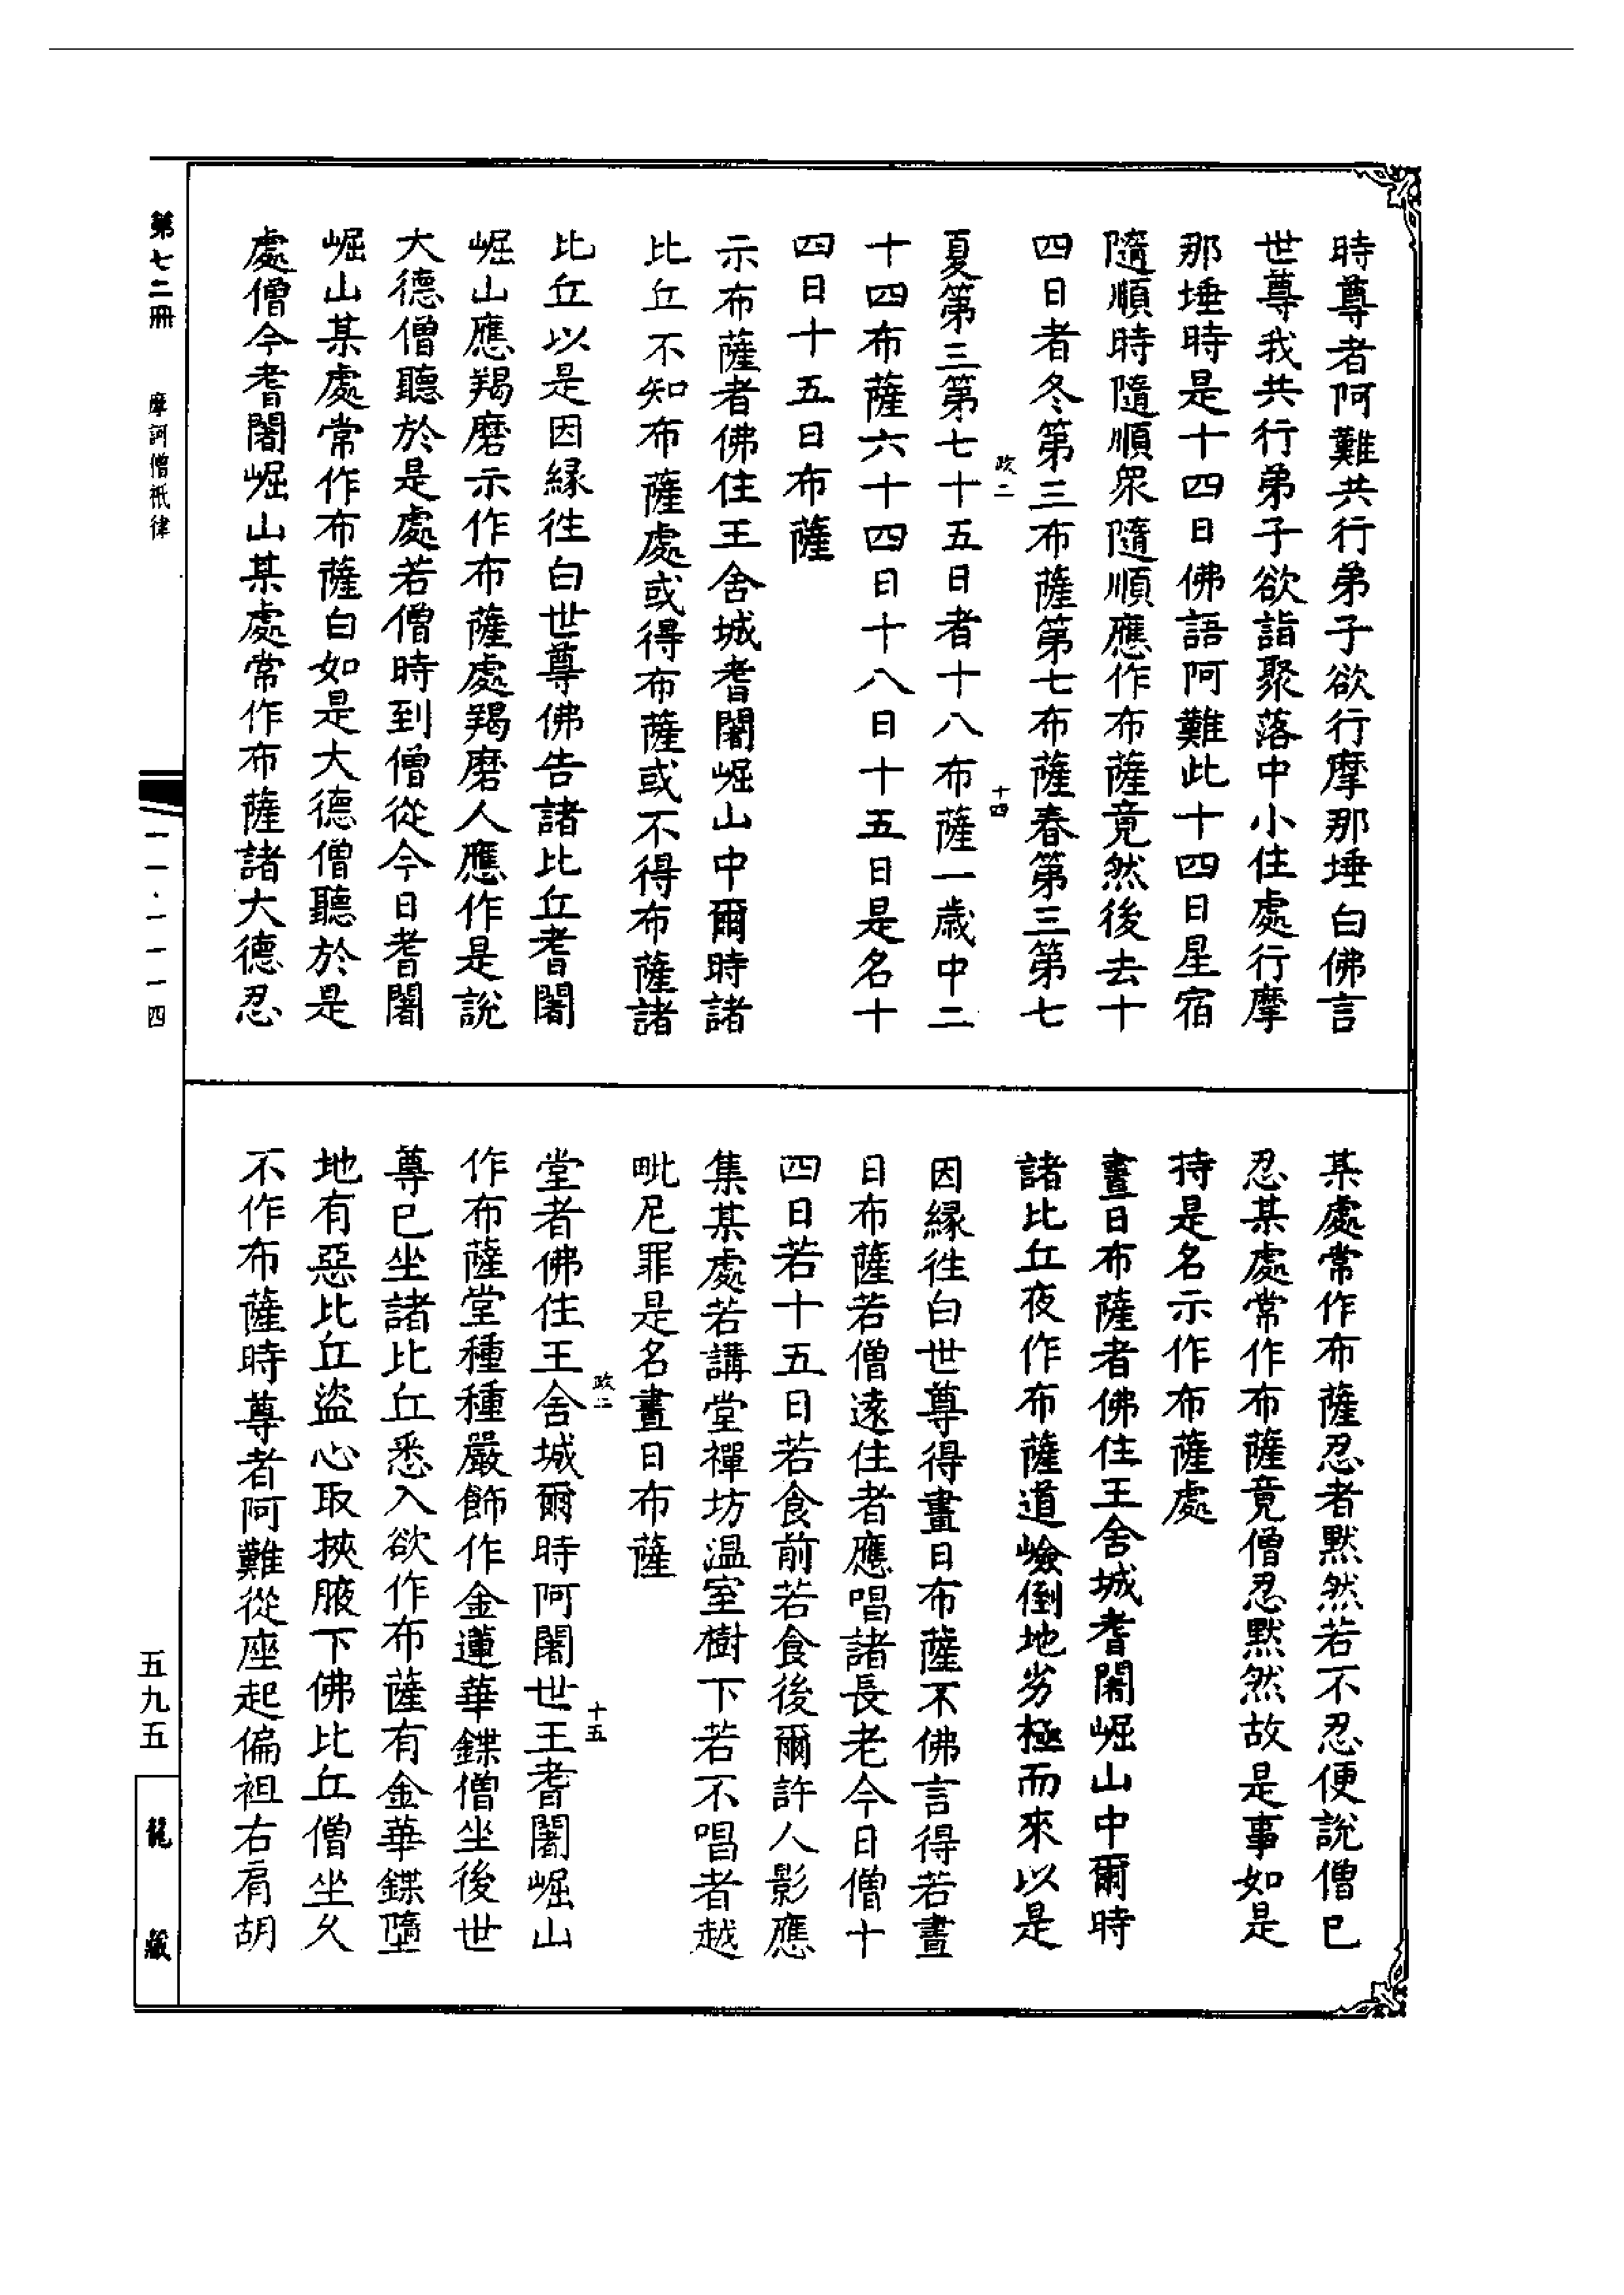 時尊者阿難共行弟子欲行摩那埵白佛言
世尊我共行弟子欲詣聚落中小住處行摩
那埵時是十四日佛語阿難此十四日星宿
隨順時隨順衆隨順應作布薩竟然後去十
四日者冬第三布薩第七布薩春第三第七
政二
十四
夏第三第七十五日者十八布薩一歲中二
十四布薩六十四日十八日十五日是名十
四日十五日布薩
示布薩者佛住王舍城耆闍崛山中爾時諸
比丘不知布薩處或得布薩或不得布薩諸
比丘以是因緣徃白世尊佛告諸比丘耆闍
崛山應羯磨示作布薩處羯磨人應作是說
大德僧聽於是處若僧時到僧從今日耆闍
崛山某處常作布薩白如是大德僧聽於是
處僧今耆闍崛山某處常作布薩諸大德忍
某處常作布薩忍者默然若不忍便說僧已
忍某處常作布薩竟僧忍默然故是事如是
持是名示作布薩處
晝日布薩者佛住王舍城耆闍崛山中爾時
諸比丘夜作布薩道嶮倒地劣極而來以是
因緣徃白世尊得晝日布薩不佛言得若晝
日布薩若僧遠住者應唱諸長老今日僧十
四日若十五日若食前若食後爾許人影應
集某處若講堂禪坊溫室樹下若不唱者越
毗尼罪是名晝日布薩
政二
十五
堂者佛住王舍城爾時阿闍世王耆闍崛山
作布薩堂種種嚴飾作金蓮華鍱僧坐後世
尊已坐諸比丘悉入欲作布薩有金華鍱墮
地有惡比丘盜心取挾腋下佛比丘僧坐久
不作布薩時尊者阿難從座起偏袒右肩胡
第七二冊
摩訶僧祇律
一一·一一一四
五九五
龍藏